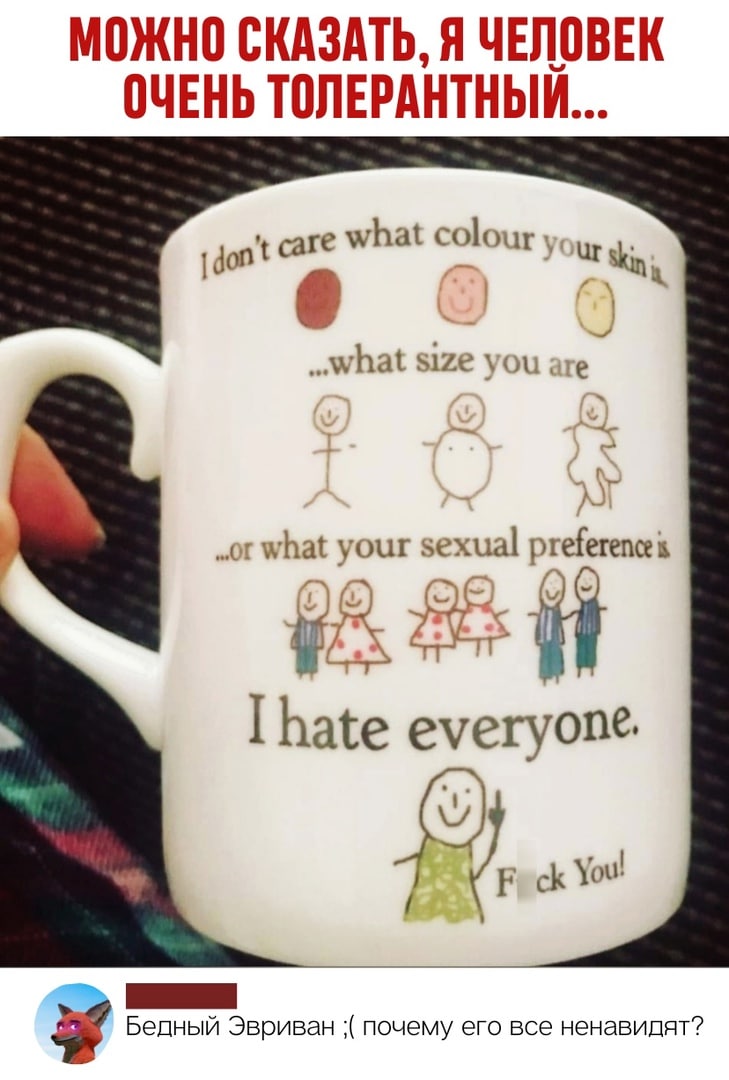 МОЖНО СКАЗАТЬ, Я ЧЕЛОВЕК
ОЧЕНЬ ТОЛЕРАНТНЫЙ...
I don't care what colour your skin is,
...what size you are
...or what your sexual preference is.
I hate everyone.
F ck You!
Бедный Эвриван ;( почему его все ненавидят?